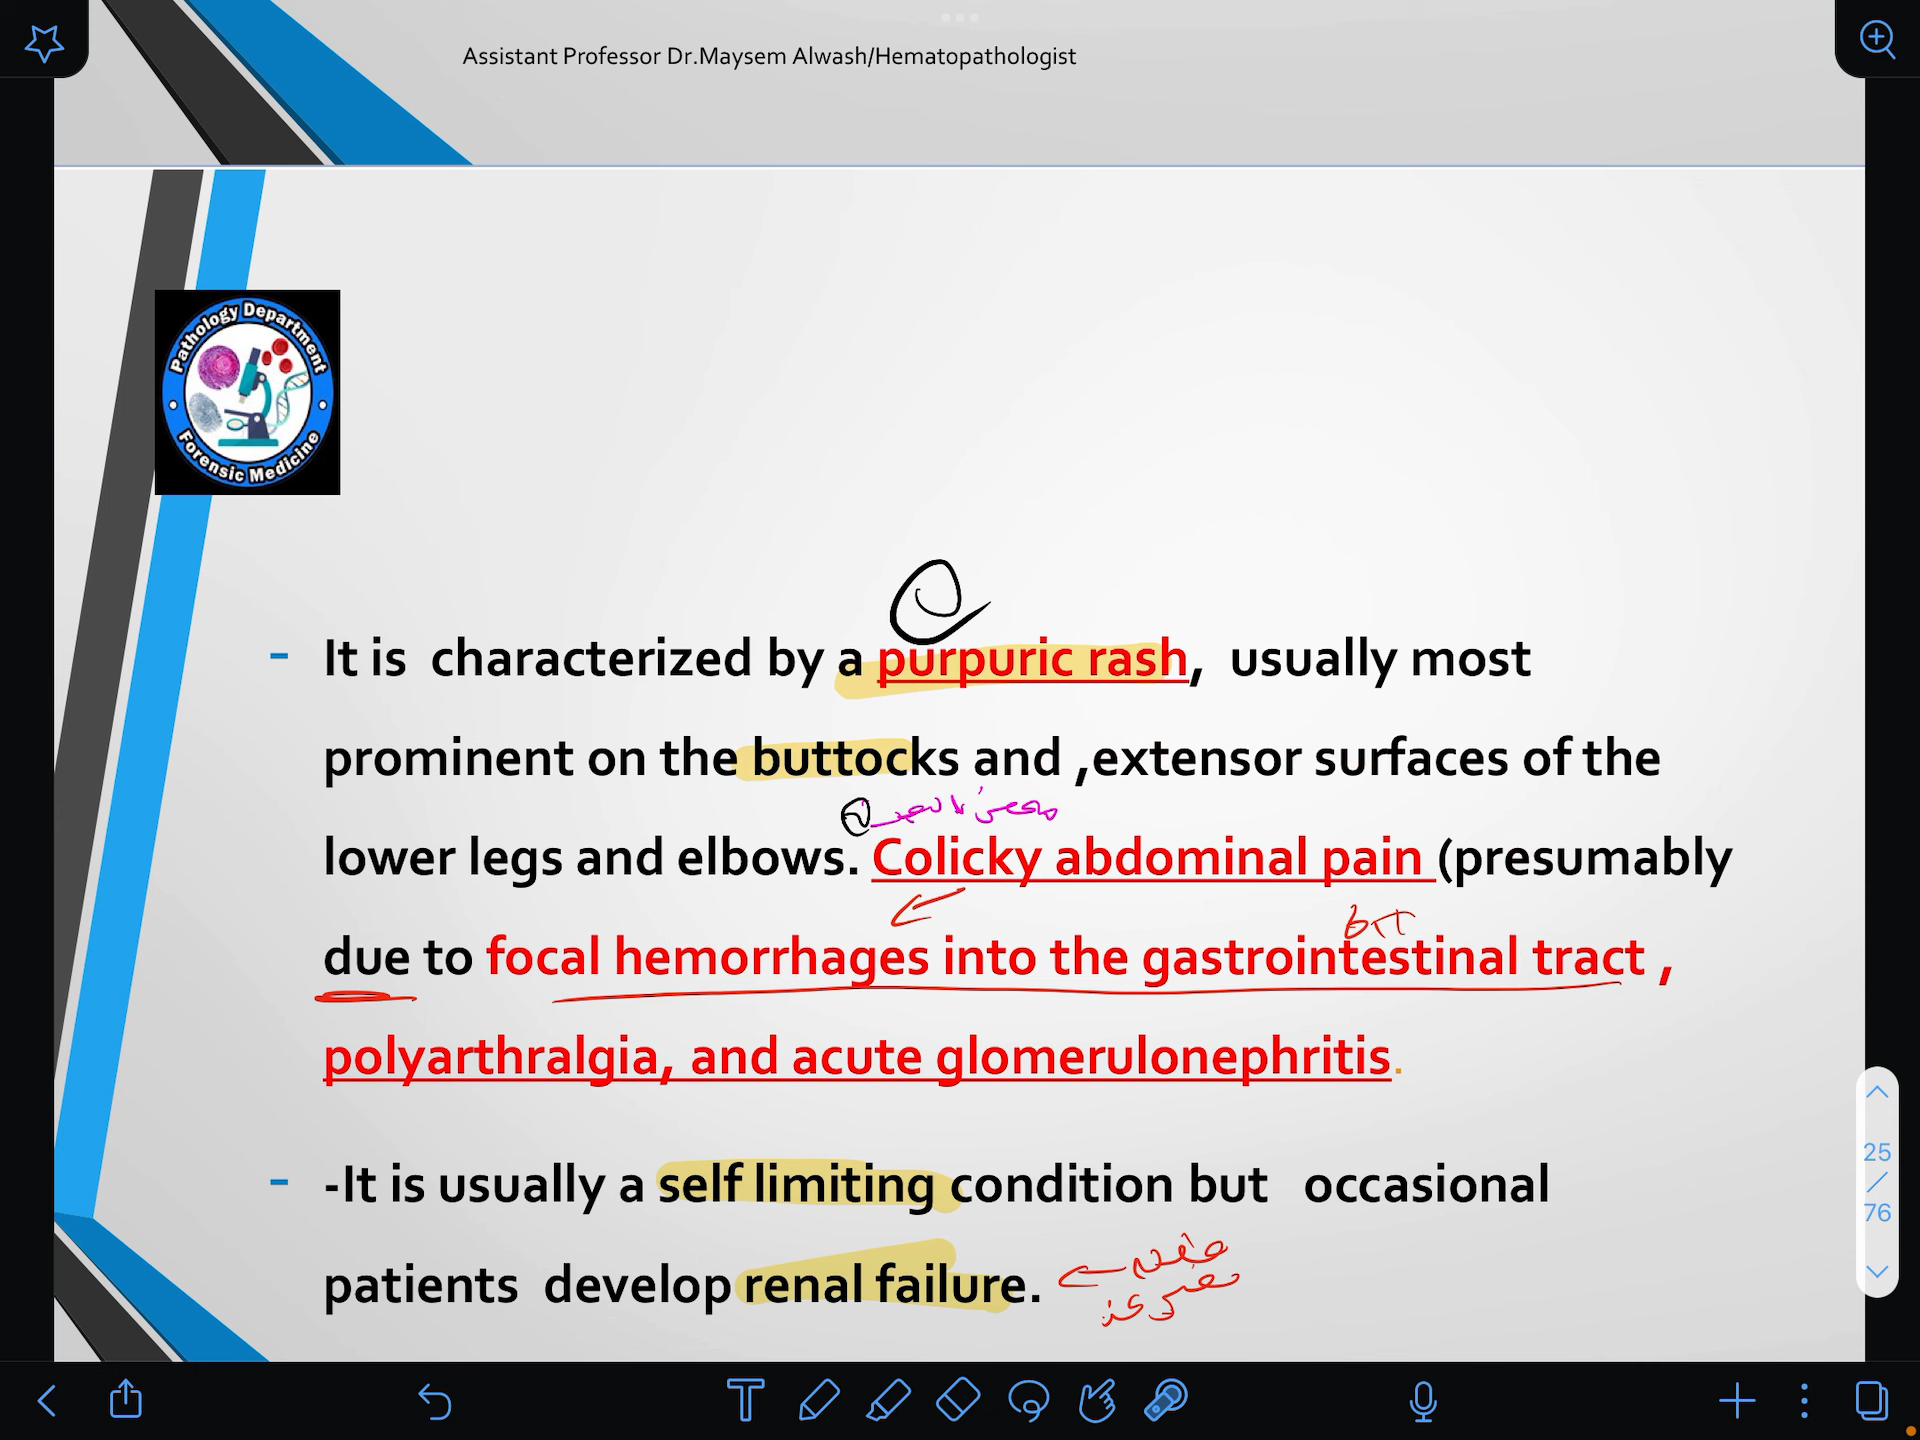 Assistant Professor Dr.Maysem Alwash/Hematopathologist
Pathology Department
Forensic Medicine
- It is characterized by a purpuric rash, usually most
prominent on the buttocks and ,extensor surfaces of the
مغص
lower legs and elbows. Colicky abdominal pain (presumably
GIT
due to focal hemorrhages into the gastrointestinal tract ,
polyarthralgia, and acute glomerulonephritis.
- -It is usually a self limiting condition but occasional
patients develop renal failure.
25
/
76